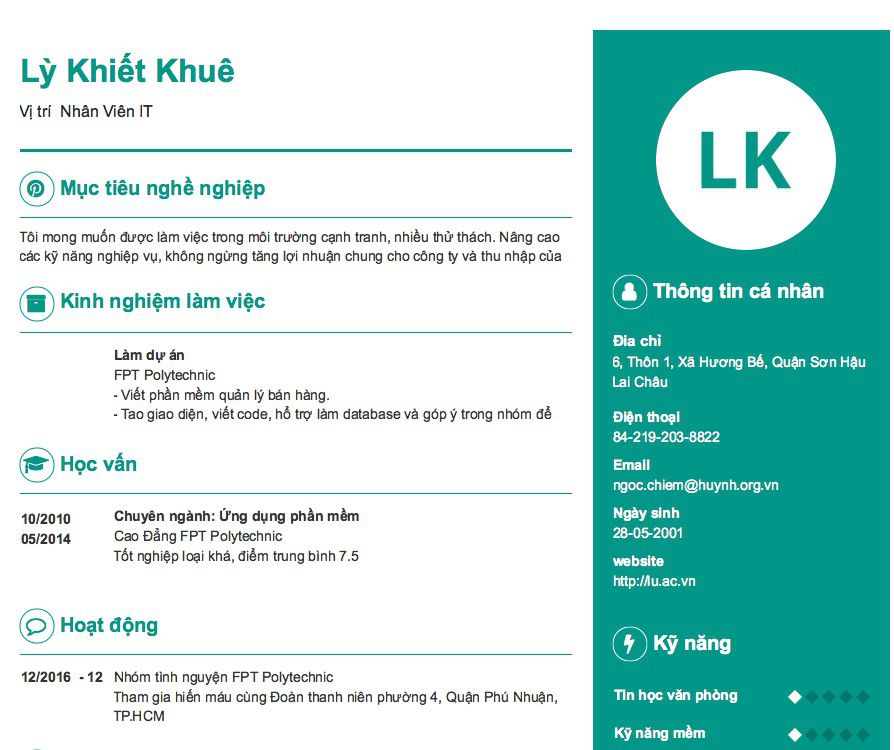 Lỳ Khiết Khuê
Vị trí Nhân Viên IT
Mục tiêu nghề nghiệp
Tôi mong muốn được làm việc trong môi trường cạnh tranh, nhiều thử thách. Nâng cao
các kỹ năng nghiệp vụ, không ngừng tăng lợi nhuận chung cho công ty và thu nhập của
Kinh nghiệm làm việc
Làm dự án
FPT Polytechnic
- Viết phần mềm quản lý bán hàng.
- Tao giao diện, viết code, hổ trợ làm database và góp ý trong nhóm để
Học vấn
10/2010
05/2014
Chuyên ngành: Ứng dụng phần mềm
Cao Đẳng FPT Polytechnic
Tốt nghiệp loại khá, điểm trung bình 7.5
Hoạt động
12/2016 - 12
Nhóm tình nguyện FPT Polytechnic
Tham gia hiến máu cùng Đoàn thanh niên phường 4, Quận Phú Nhuận,
TP.HCM
LK
Thông tin cá nhân
Đia chỉ
6, Thôn 1, Xã Hương Bế, Quận Sơn Hậu
Lai Châu
Điện thoại
84-219-203-8822
Email
ngoc.chiem@huynh.org.vn
Ngày sinh
28-05-2001
website
http://lu.ac.vn
Kỹ năng
Tin học văn phòng
Kỹ năng mềm